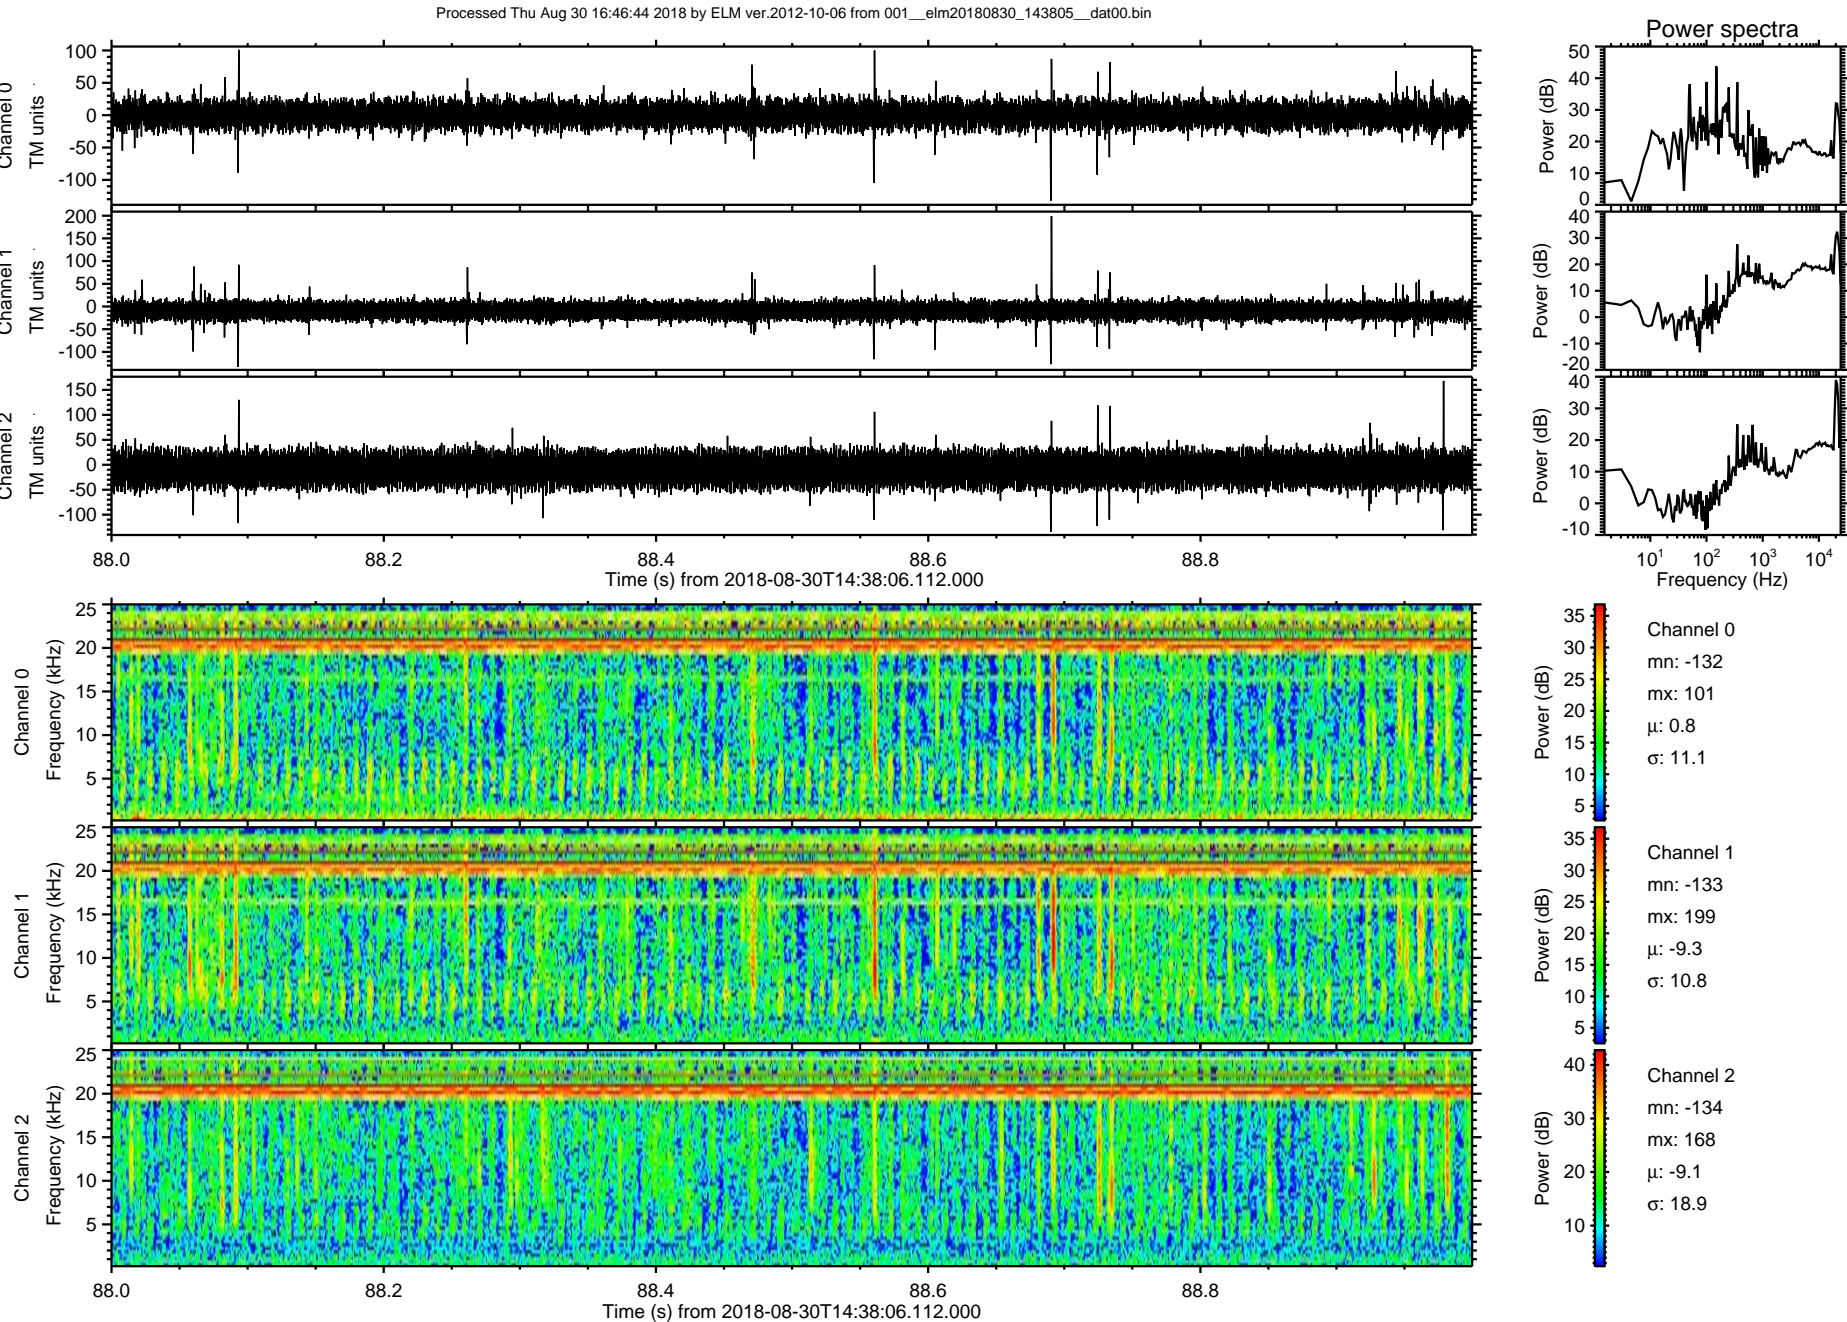 Processed Thu Aug 30 16:46:44 2018 by ELM ver.2012-10-06 from 001__elm20180830_143805__dat00.bin
Power spectra
Channel 0
TM units
100
50
0
-50
-100
Power (dB)
50
40
30
20
10
0
Channel 1
TM units
200
150
100
50
0
-50
-100
Power (dB)
40
30
20
10
0
-10
-20
Channel 2
TM units
150
100
50
0
-50
-100
Power (dB)
40
30
20
10
0
-10
88.0 88.2 88.4 88.6 88.8
Time (s) from 2018-08-30T14:38:06.112.000
10^1 10^2 10^3 10^4
Frequency (Hz)
Channel 0
Frequency (kHz)
25
20
15
10
5
Power (dB)
35
30
25
20
15
10
5
Channel 0
mn: -132
mx: 101
μ: 0.8
σ: 11.1
Channel 1
Frequency (kHz)
25
20
15
10
5
Power (dB)
35
30
25
20
15
10
5
Channel 1
mn: -133
mx: 199
μ: -9.3
σ: 10.8
Channel 2
Frequency (kHz)
25
20
15
10
5
Power (dB)
40
30
20
10
Channel 2
mn: -134
mx: 168
μ: -9.1
σ: 18.9
88.0 88.2 88.4 88.6 88.8
Time (s) from 2018-08-30T14:38:06.112.000